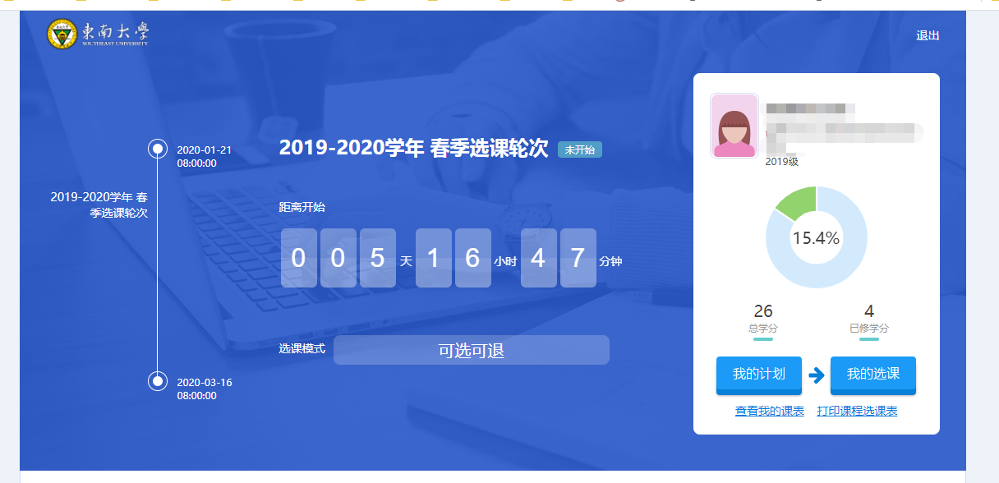 東南大學
SOUTHEAST UNIVERSITY
退出
2020-01-21
08:00:00
2019-2020学年 春
季选课轮次
2020-03-16
08:00:00
2019-2020学年 春季选课轮次 未开始
距离开始
0 0 5 天 1 6 小时 4 7 分钟
选课模式 可选可退
2019级
15.4%
26 4
总学分 已修学分
我的计划 我的选课
查看我的课表 打印课程选课表